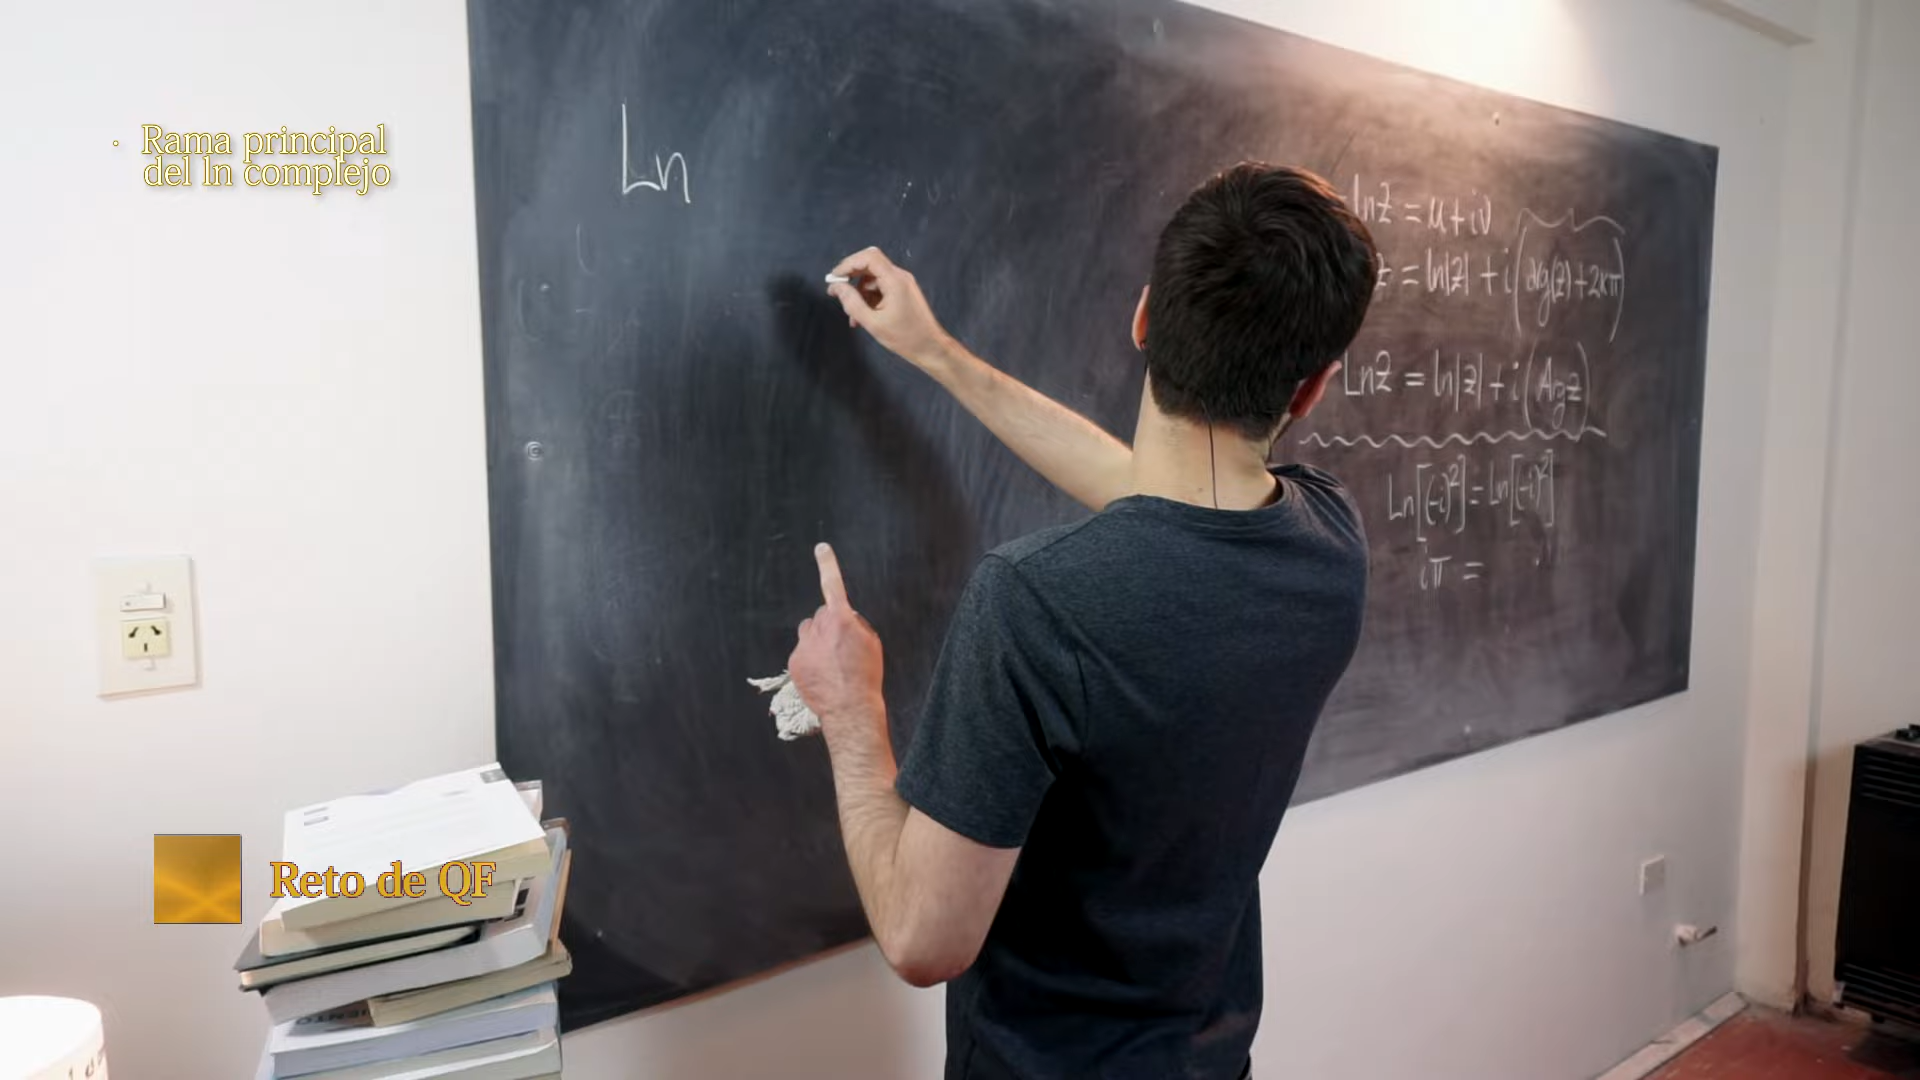 · Rama principal
del ln complejo
Ln
lnz = u + iv
z = ln|z| + i(arg(z)+2kπ)
Lnz = ln|z| + i(Argz)
Ln[(-i)²] = Ln[(-i)²]
iπ =
Reto de QF